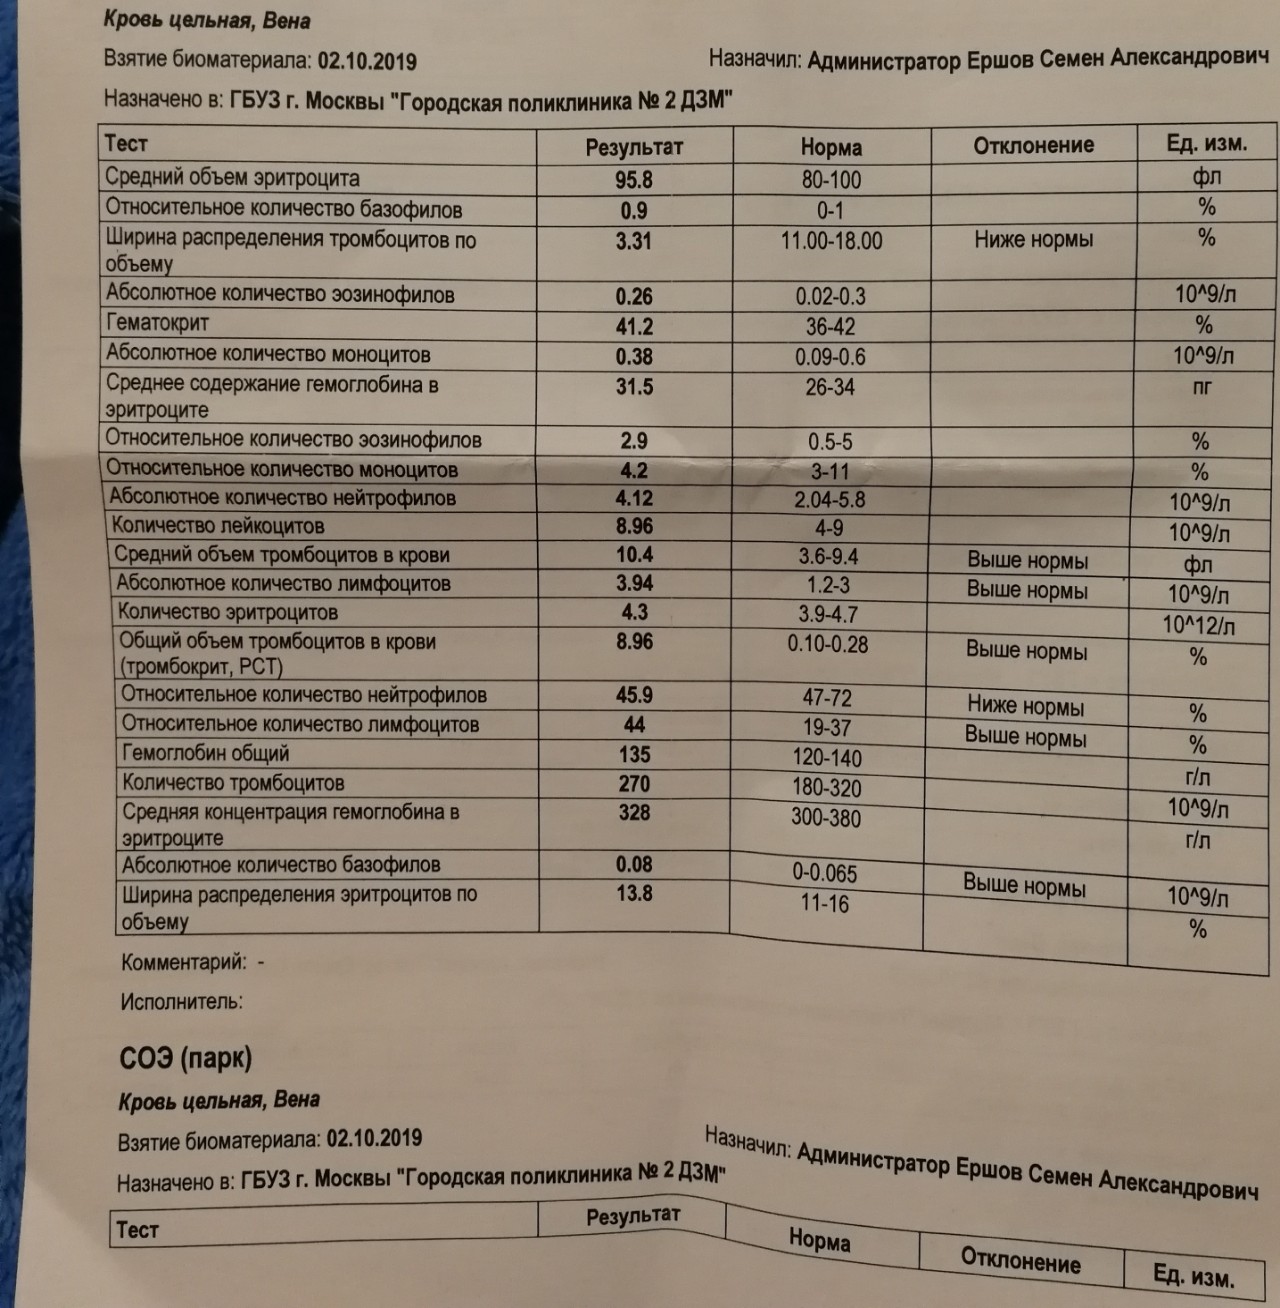 Кровь цельная, Вена
Взятие биоматериала: 02.10.2019 Назначил: Администратор Ершов Семен Александрович
Назначено в: ГБУЗ г. Москвы "Городская поликлиника № 2 ДЗМ"
Тест Результат Норма Отклонение Ед. изм.
Средний объем эритроцита 95.8 80-100 фл
Относительное количество базофилов 0.9 0-1 %
Ширина распределения тромбоцитов по 3.31 11.00-18.00 Ниже нормы %
объему
Абсолютное количество эозинофилов 0.26 0.02-0.3 10^9/л
Гематокрит 41.2 36-42 %
Абсолютное количество моноцитов 0.38 0.09-0.6 10^9/л
Среднее содержание гемоглобина в 31.5 26-34 пг
эритроците
Относительное количество эозинофилов 2.9 0.5-5 %
Относительное количество моноцитов 4.2 3-11 %
Абсолютное количество нейтрофилов 4.12 2.04-5.8 10^9/л
Количество лейкоцитов 8.96 4-9 10^9/л
Средний объем тромбоцитов в крови 10.4 3.6-9.4 Выше нормы фл
Абсолютное количество лимфоцитов 3.94 1.2-3 Выше нормы 10^9/л
Количество эритроцитов 4.3 3.9-4.7 10^12/л
Общий объем тромбоцитов в крови 8.96 0.10-0.28 Выше нормы %
(тромбокрит, PCT)
Относительное количество нейтрофилов 45.9 47-72 Ниже нормы %
Относительное количество лимфоцитов 44 19-37 Выше нормы %
Гемоглобин общий 135 120-140 г/л
Количество тромбоцитов 270 180-320 10^9/л
Средняя концентрация гемоглобина в 328 300-380 г/л
эритроците
Абсолютное количество базофилов 0.08 0-0.065 Выше нормы 10^9/л
Ширина распределения эритроцитов по 13.8 11-16 %
объему
Комментарий: -
Исполнитель:
СОЭ (парк)
Кровь цельная, Вена
Взятие биоматериала: 02.10.2019 Назначил: Администратор Ершов Семен Александрович
Назначено в: ГБУЗ г. Москвы "Городская поликлиника № 2 ДЗМ"
Тест Результат Норма Отклонение Ед. изм.